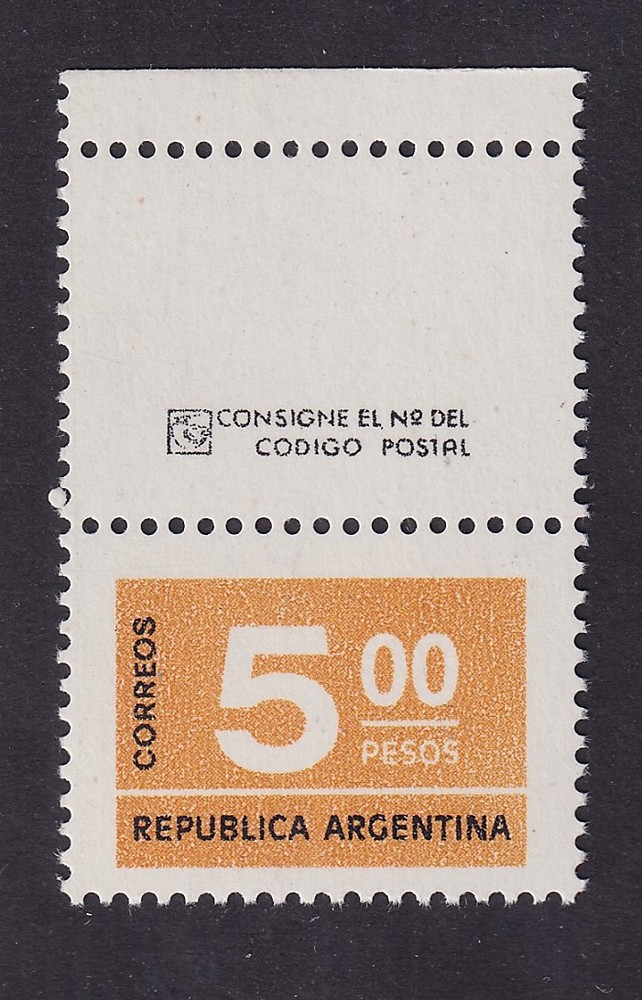 CONSIGNE EL Nº DEL
CODIGO POSTAL
CORREOS
5 00
PESOS
REPUBLICA ARGENTINA